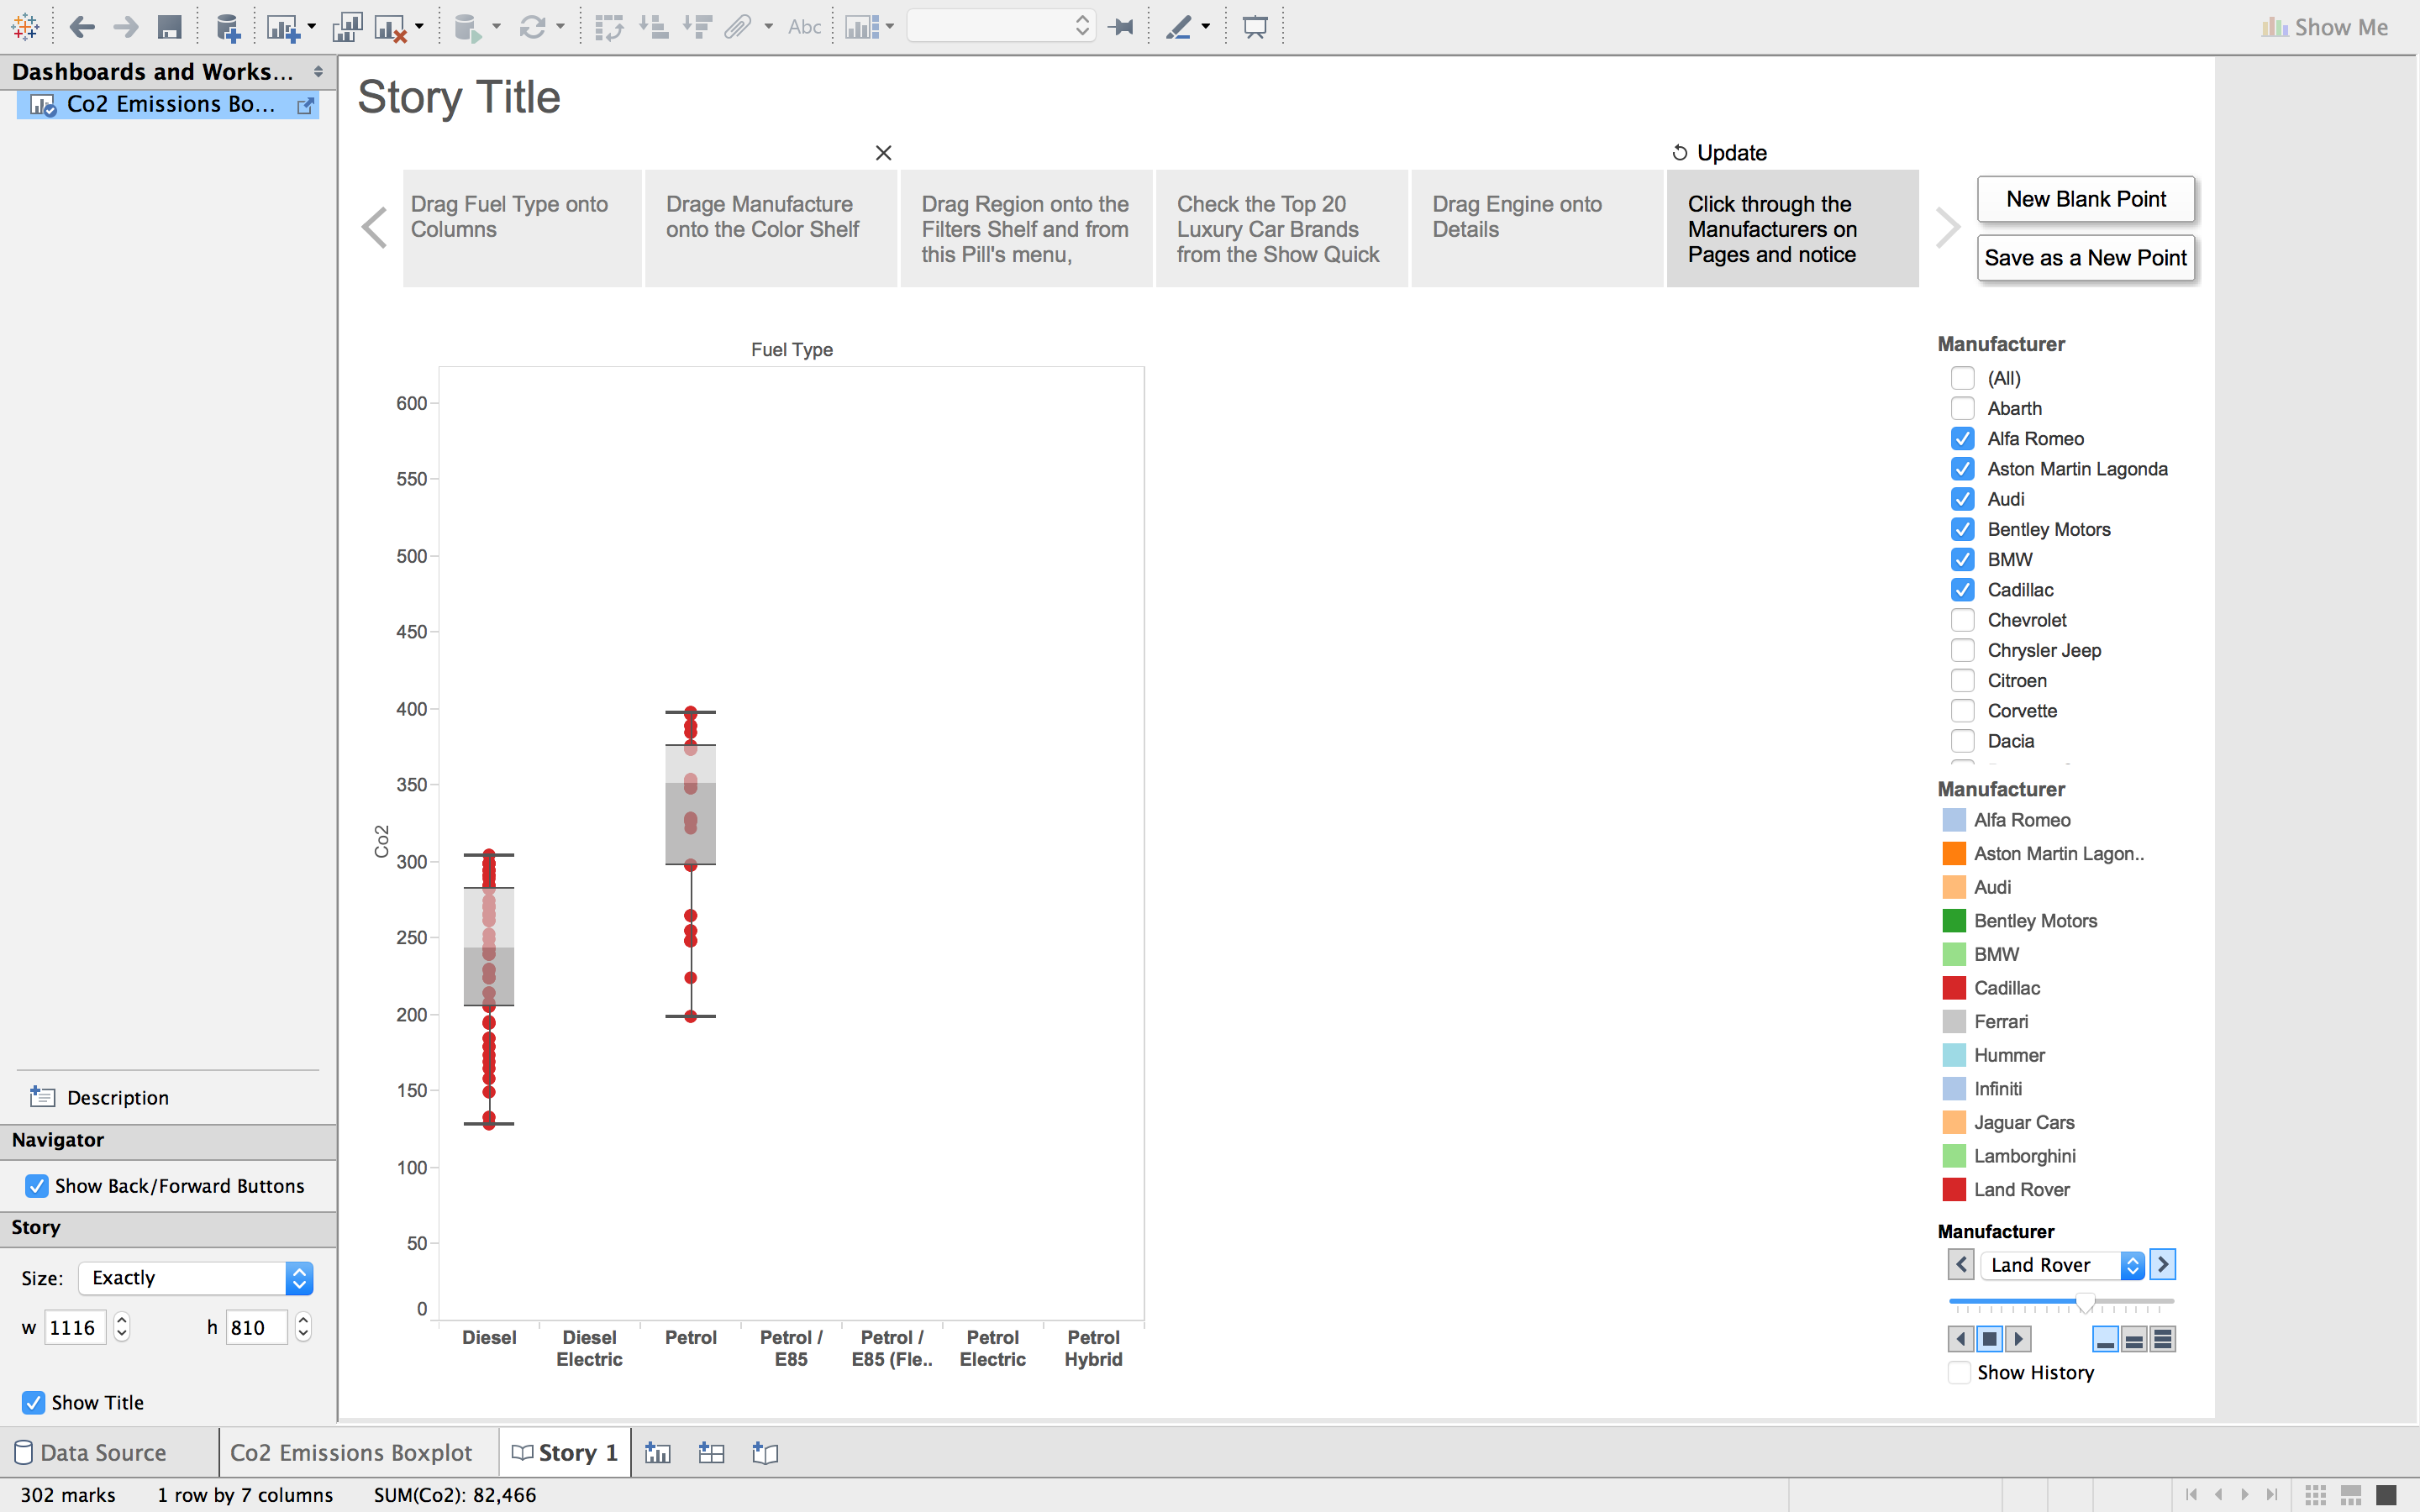 Abc
Show Me
Dashboards and Works...
Co2 Emissions Bo...
Story Title
Update
Drag Fuel Type onto
Columns
Drage Manufacture
onto the Color Shelf
Drag Region onto the
Filters Shelf and from
this Pill's menu,
Check the Top 20
Luxury Car Brands
from the Show Quick
Drag Engine onto
Details
Click through the
Manufacturers on
Pages and notice
New Blank Point
Save as a New Point
Fuel Type
600
550
500
450
400
350
300
250
200
150
100
50
0
Co2
Diesel
Diesel
Electric
Petrol
Petrol /
E85
Petrol /
E85 (Fle..
Petrol
Electric
Petrol
Hybrid
Manufacturer
(All)
Abarth
Alfa Romeo
Aston Martin Lagonda
Audi
Bentley Motors
BMW
Cadillac
Chevrolet
Chrysler Jeep
Citroen
Corvette
Dacia
Manufacturer
Alfa Romeo
Aston Martin Lagon..
Audi
Bentley Motors
BMW
Cadillac
Ferrari
Hummer
Infiniti
Jaguar Cars
Lamborghini
Land Rover
Manufacturer
Land Rover
Show History
Description
Navigator
Show Back/Forward Buttons
Story
Size: Exactly
w 1116 h 810
Show Title
Data Source
Co2 Emissions Boxplot
Story 1
302 marks 1 row by 7 columns SUM(Co2): 82,466